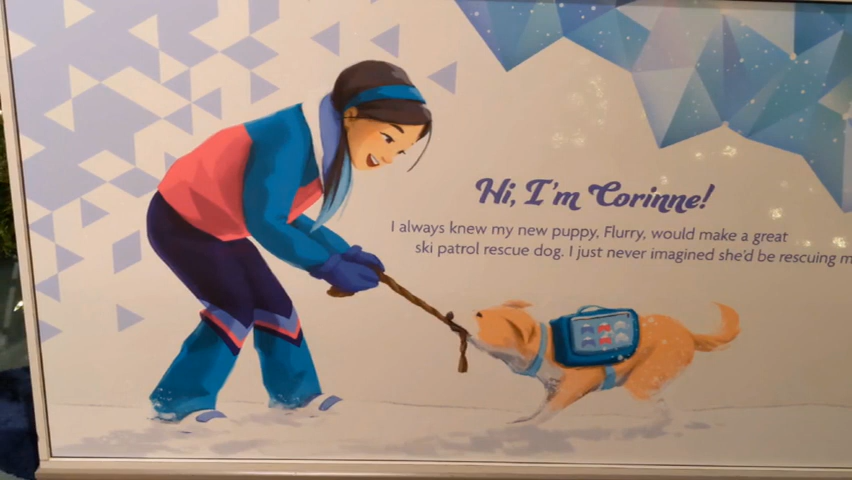 Hi, I'm Corinne!
I always knew my new puppy, Flurry, would make a great
ski patrol rescue dog. I just never imagined she'd be rescuing